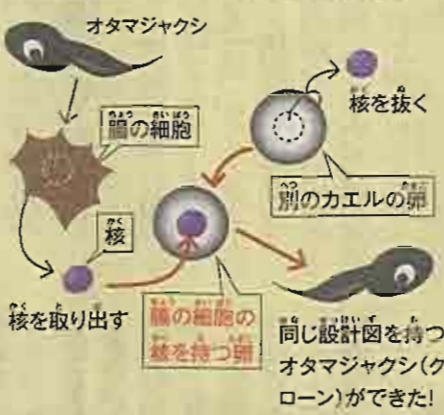 オタマジャクシ
腸の細胞
核
核を取り出す
核を抜く
別のカエルの卵
腸の細胞の
核を持つ卵
同じ設計図を持つ
オタマジャクシ(ク
ローン)ができた!